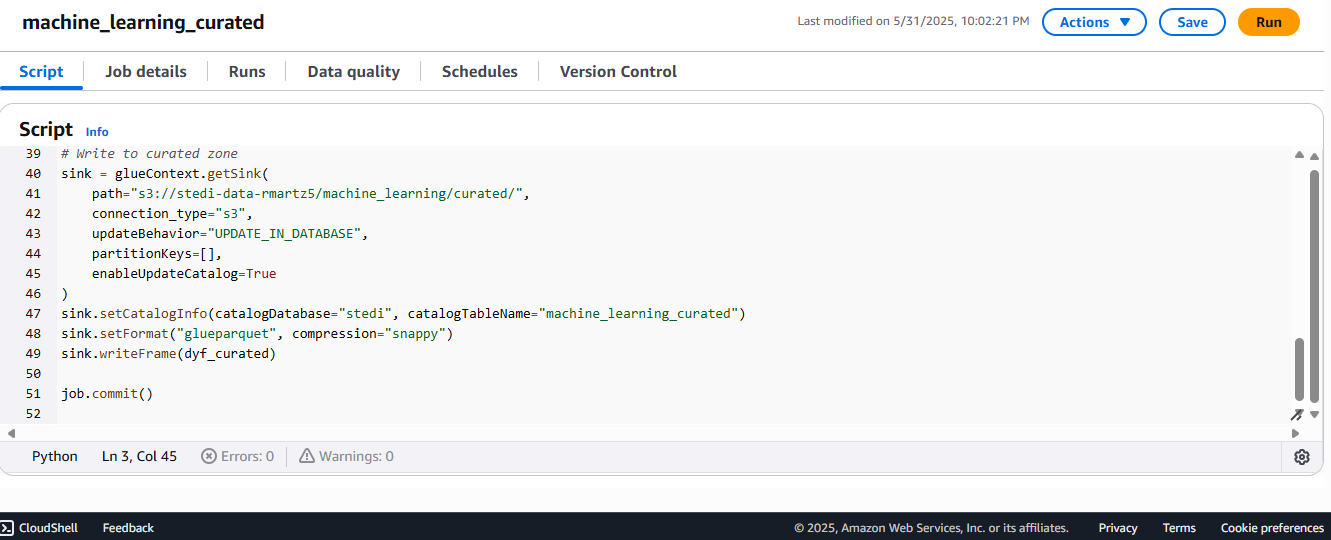 machine_learning_curated
Last modified on 5/31/2025, 10:02:21 PM
Actions
Save
Run
Script
Job details
Runs
Data quality
Schedules
Version Control
Script
Info
39 # Write to curated zone
40 sink = glueContext.getSink(
41     path="s3://stedi-data-rmartz5/machine_learning/curated/",
42     connection_type="s3",
43     updateBehavior="UPDATE_IN_DATABASE",
44     partitionKeys=[],
45     enableUpdateCatalog=True
46 )
47 sink.setCatalogInfo(catalogDatabase="stedi", catalogTableName="machine_learning_curated")
48 sink.setFormat("glueparquet", compression="snappy")
49 sink.writeFrame(dyf_curated)
50
51 job.commit()
52
Python
Ln 3, Col 45
Errors: 0
Warnings: 0
CloudShell
Feedback
© 2025, Amazon Web Services, Inc. or its affiliates.
Privacy
Terms
Cookie preferences